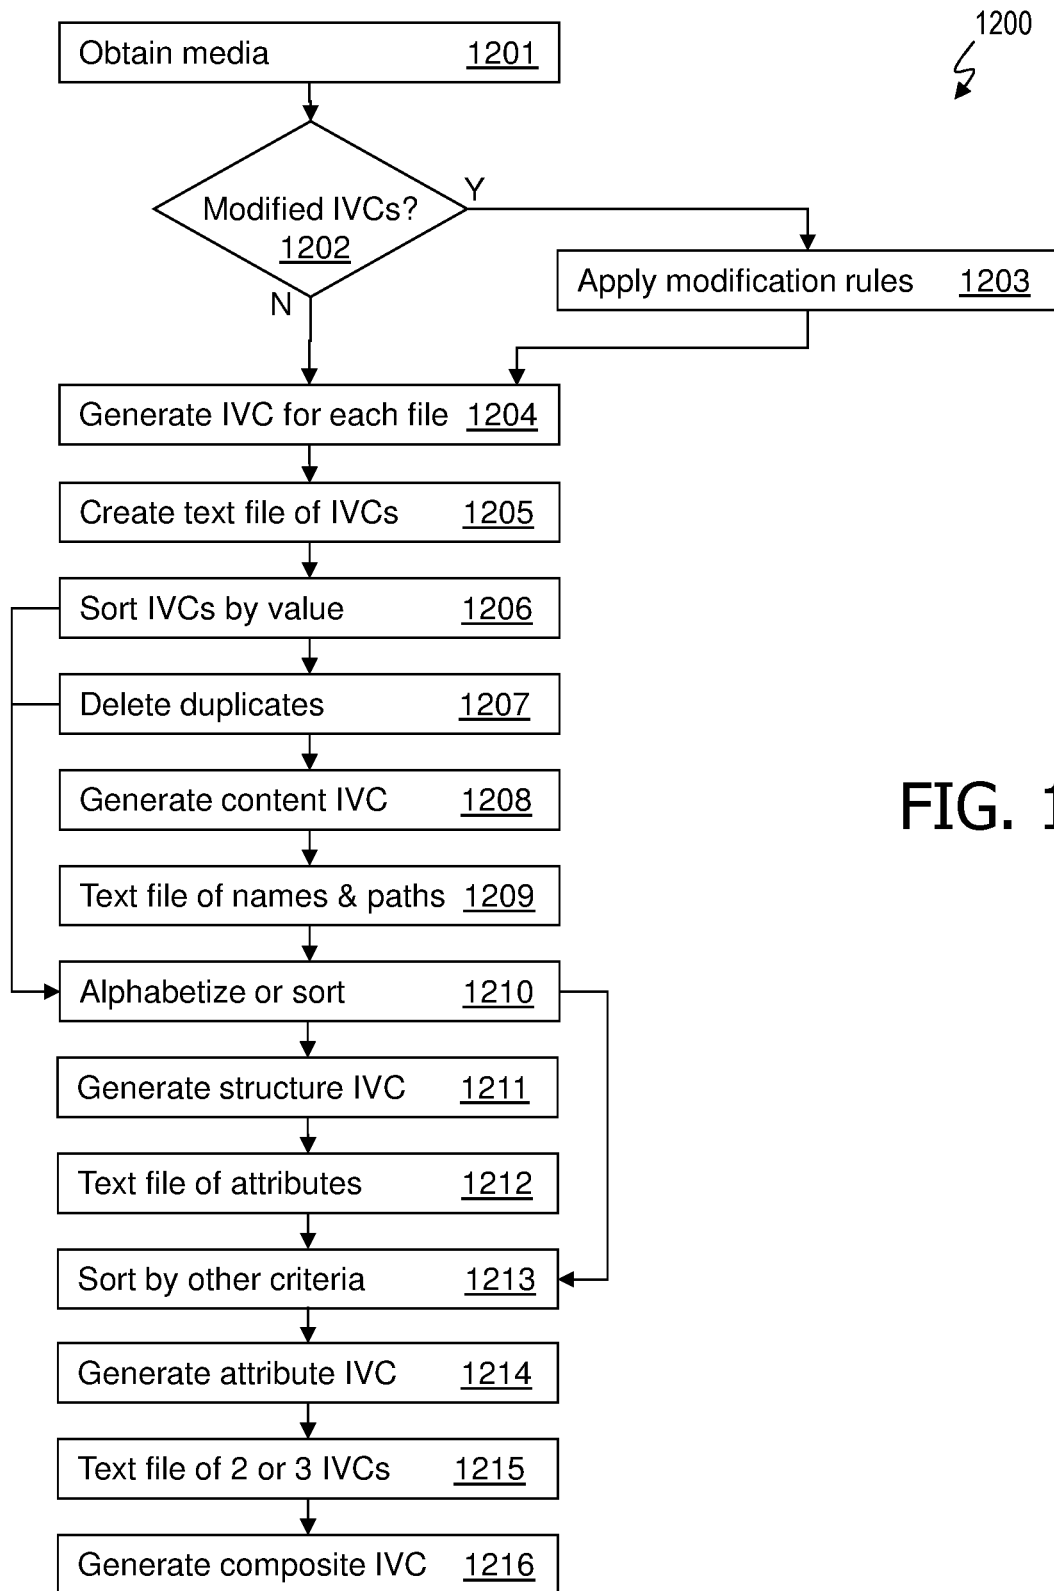 1200
Obtain media 1201
Modified IVCs?
1202
Y
N
Apply modification rules 1203
Generate IVC for each file 1204
Create text file of IVCs 1205
Sort IVCs by value 1206
Delete duplicates 1207
Generate content IVC 1208
FIG. 1
Text file of names & paths 1209
Alphabetize or sort 1210
Generate structure IVC 1211
Text file of attributes 1212
Sort by other criteria 1213
Generate attribute IVC 1214
Text file of 2 or 3 IVCs 1215
Generate composite IVC 1216